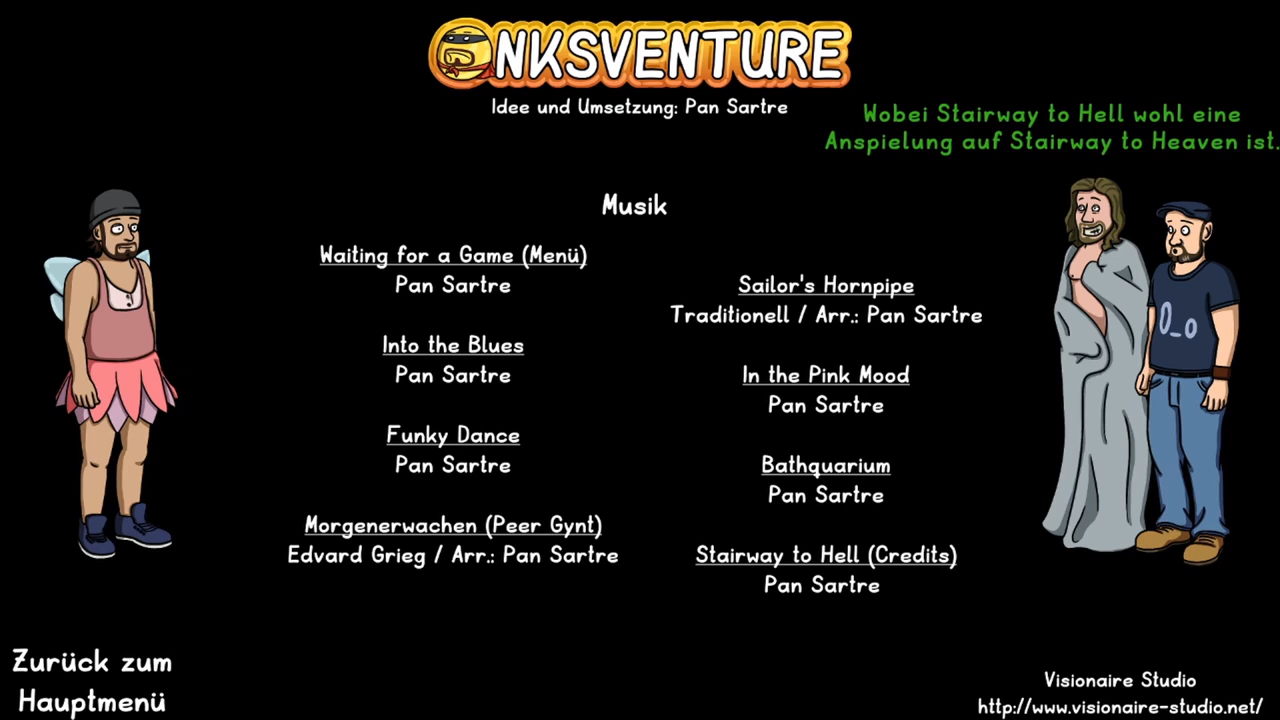 ONKSVENTURE
Idee und Umsetzung: Pan Sartre
Wobei Stairway to Hell wohl eine
Anspielung auf Stairway to Heaven ist.
Musik
Waiting for a Game (Menü)
Pan Sartre
Into the Blues
Pan Sartre
Funky Dance
Pan Sartre
Morgenerwachen (Peer Gynt)
Edvard Grieg / Arr.: Pan Sartre
Sailor's Hornpipe
Traditionell / Arr.: Pan Sartre
In the Pink Mood
Pan Sartre
Bathquarium
Pan Sartre
Stairway to Hell (Credits)
Pan Sartre
O_o
Zurück zum
Hauptmenü
Visionaire Studio
http://www.visionaire-studio.net/